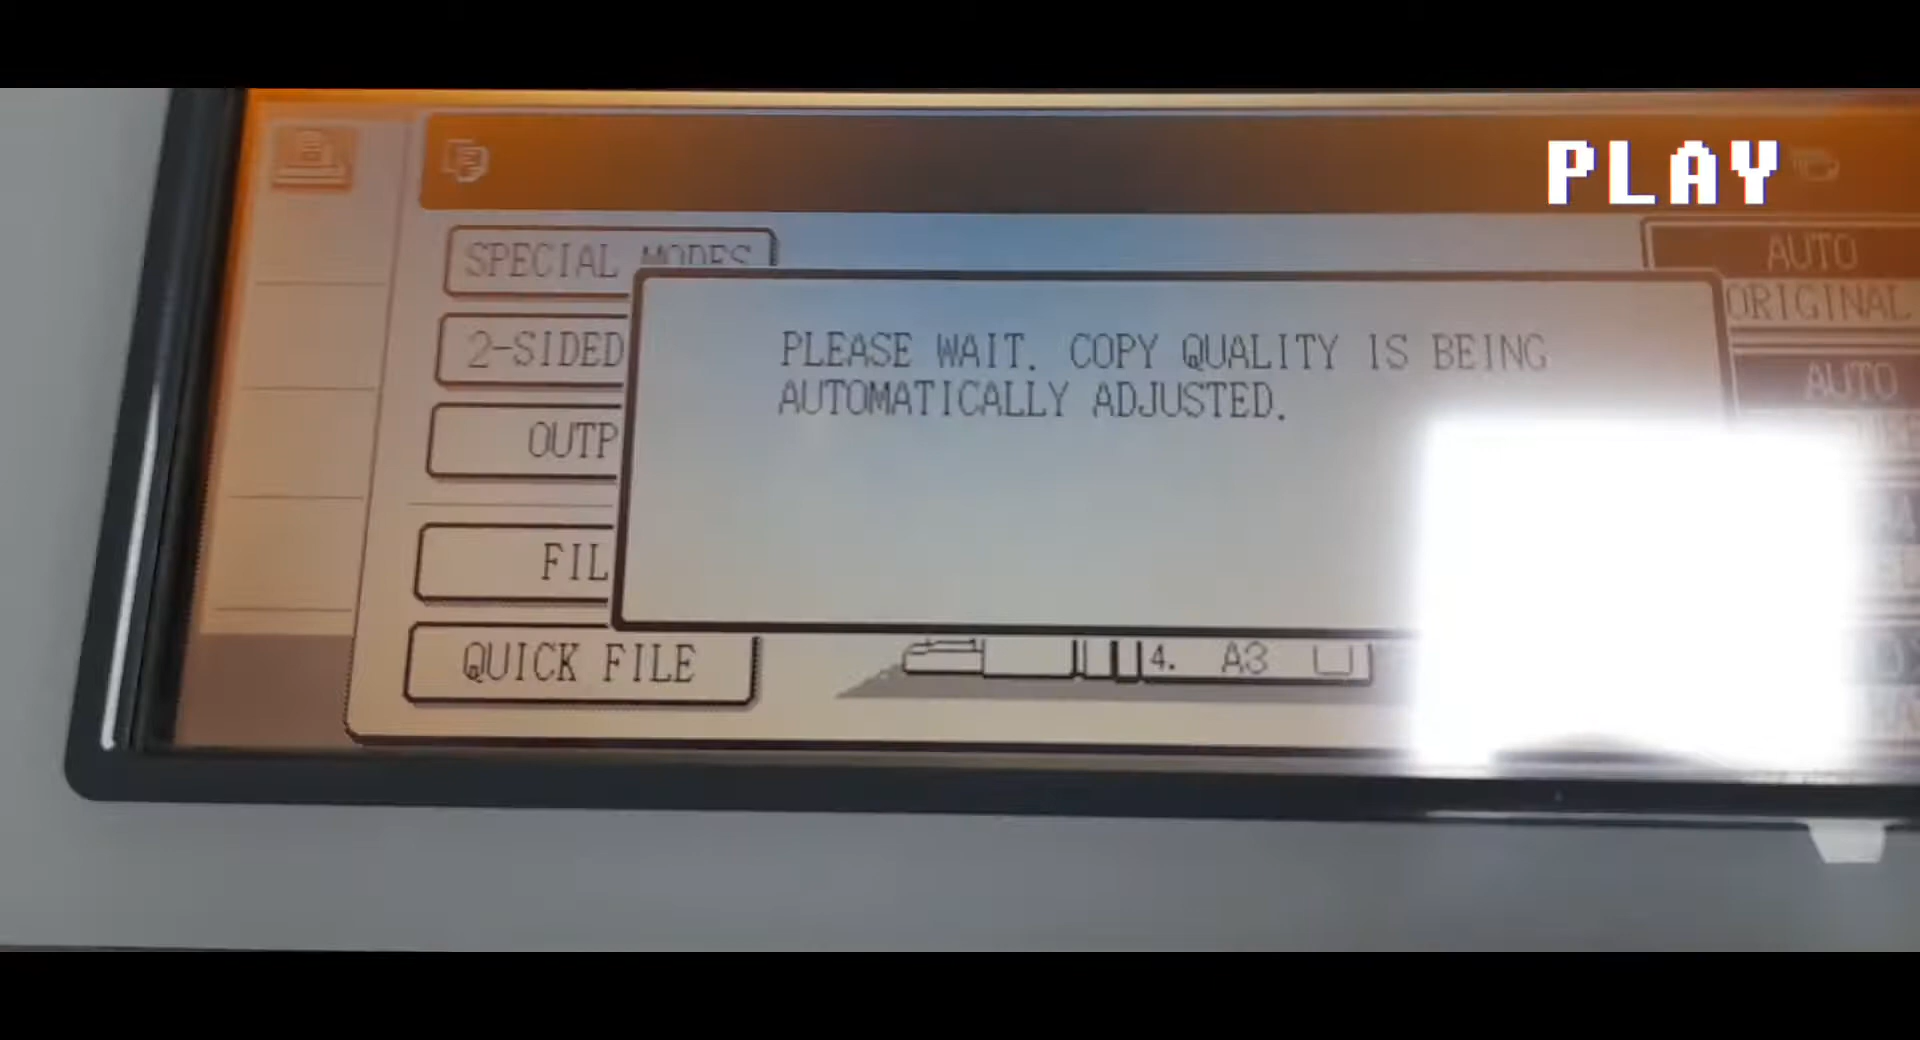 PLAY
SPECIAL MODES
AUTO
ORIGINAL
2-SIDED
PLEASE WAIT. COPY QUALITY IS BEING
AUTOMATICALLY ADJUSTED.
AUTO
OUTP
FIL
QUICK FILE
4. A3